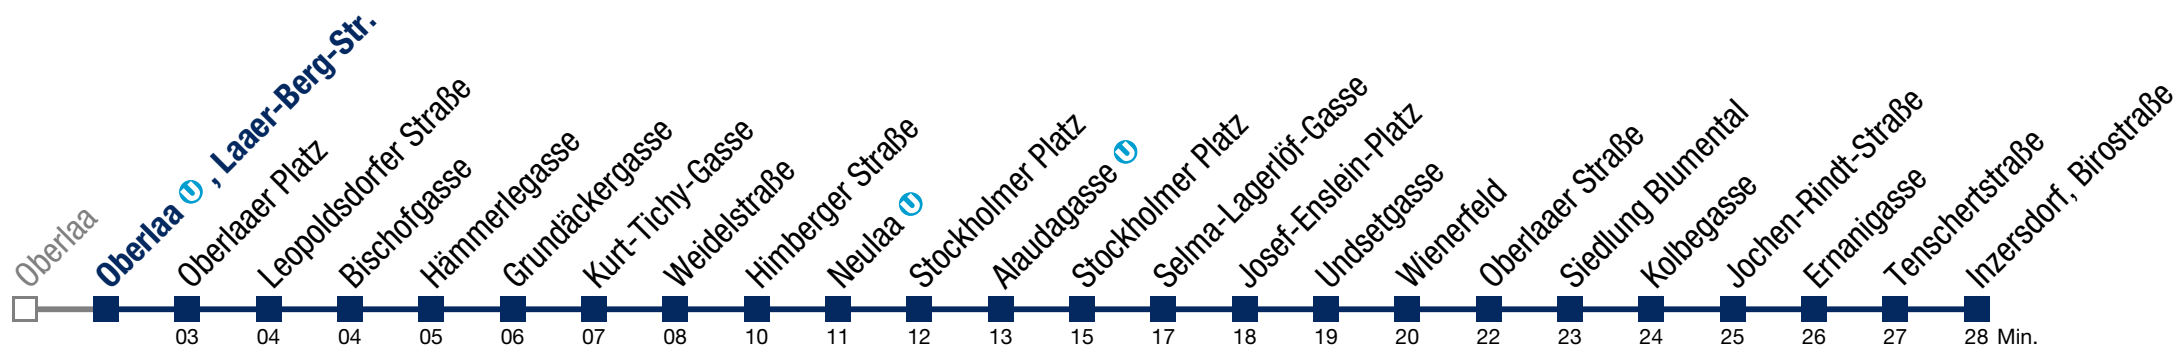 Oberlaa
Oberlaa U, Laaer-Berg-Str.
Oberlaaer Platz
Leopoldsdorfer Straße
Bischofgasse
Hämmerlegasse
Grundäckergasse
Kurt-Tichy-Gasse
Weidelstraße
Himberger Straße
Neulaa U
Stockholmer Platz
Alaudagasse U
Stockholmer Platz
Selma-Lagerlöf-Gasse
Josef-Enslein-Platz
Undsetgasse
Wienerfeld
Oberlaaer Straße
Siedlung Blumental
Kolbegasse
Jochen-Rindt-Straße
Ernanigasse
Tenschertstraße
Inzersdorf, Birostraße
03 04 04 05 06 07 08 10 11 12 13 15 17 18 19 20 22 23 24 25 26 27 28 Min.